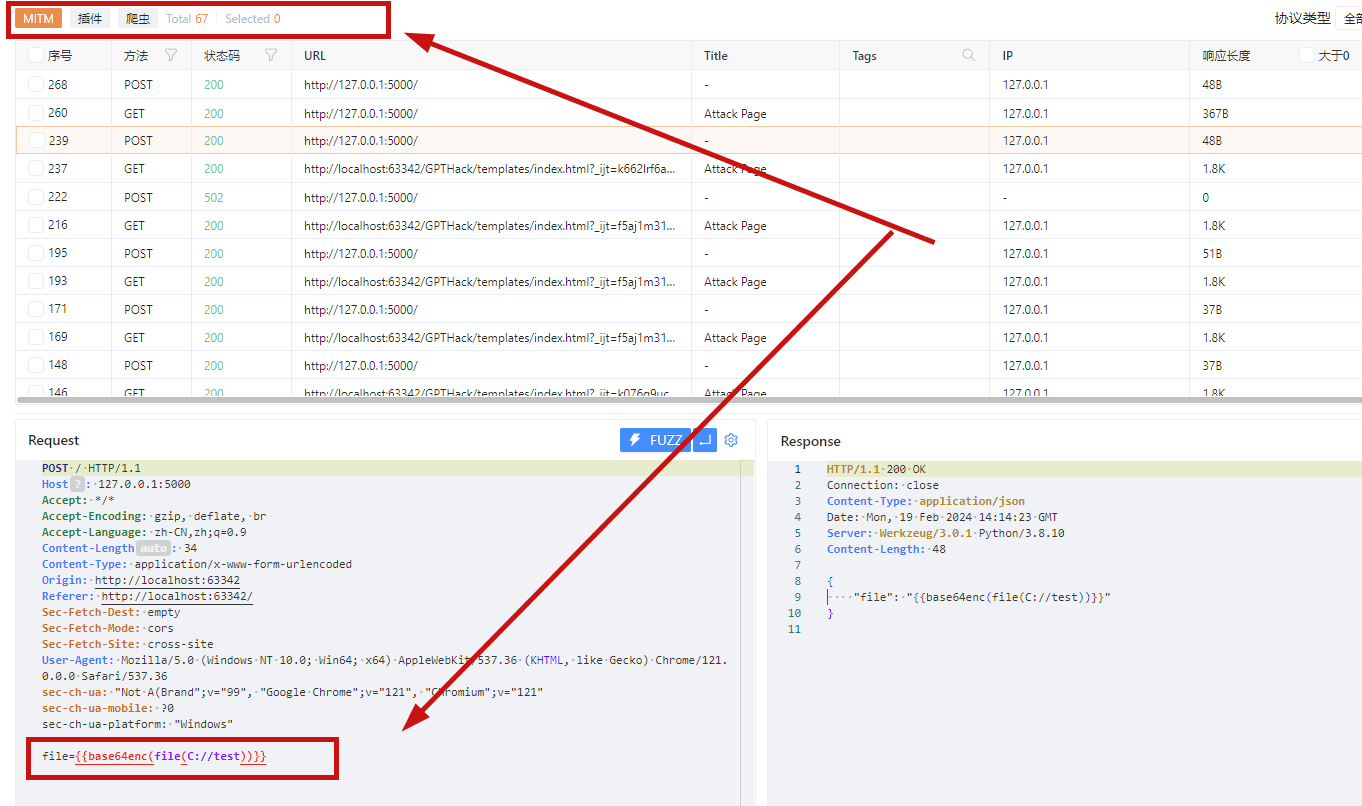 MITM 插件 爬虫 Total 67 Selected 0 协议类型 全部
序号 方法 状态码 URL Title Tags IP 响应长度 大于0
268 POST 200 http://127.0.0.1:5000/ - 127.0.0.1 48B
260 GET 200 http://127.0.0.1:5000/ Attack Page 127.0.0.1 367B
239 POST 200 http://127.0.0.1:5000/ - 127.0.0.1 48B
237 GET 200 http://localhost:63342/GPTHack/templates/index.html?_ijt=k662lrf6a... Attack Page 127.0.0.1 1.8K
222 POST 502 http://127.0.0.1:5000/ - - 0
216 GET 200 http://localhost:63342/GPTHack/templates/index.html?_ijt=f5aj1m31... Attack Page 127.0.0.1 1.8K
195 POST 200 http://127.0.0.1:5000/ - 127.0.0.1 51B
193 GET 200 http://localhost:63342/GPTHack/templates/index.html?_ijt=f5aj1m31... Attack Page 127.0.0.1 1.8K
171 POST 200 http://127.0.0.1:5000/ - 127.0.0.1 37B
169 GET 200 http://localhost:63342/GPTHack/templates/index.html?_ijt=f5aj1m31... Attack Page 127.0.0.1 1.8K
148 POST 200 http://127.0.0.1:5000/ - 127.0.0.1 37B
146 GET 200 http://localhost:63342/GPTHack/templates/index.html?_ijt=k076q9uc... Attack Page 127.0.0.1 1.8K
Request FUZZ
POST / HTTP/1.1
Host ? : 127.0.0.1:5000
Accept: */*
Accept-Encoding: gzip, deflate, br
Accept-Language: zh-CN,zh;q=0.9
Content-Length auto : 34
Content-Type: application/x-www-form-urlencoded
Origin: http://localhost:63342
Referer: http://localhost:63342/
Sec-Fetch-Dest: empty
Sec-Fetch-Mode: cors
Sec-Fetch-Site: cross-site
User-Agent: Mozilla/5.0 (Windows NT 10.0; Win64; x64) AppleWebKit/537.36 (KHTML, like Gecko) Chrome/121.
0.0.0 Safari/537.36
sec-ch-ua: "Not A(Brand";v="99", "Google Chrome";v="121", "Chromium";v="121"
sec-ch-ua-mobile: ?0
sec-ch-ua-platform: "Windows"
file={{base64enc(file(C://test))}}
Response
1 HTTP/1.1 200 OK
2 Connection: close
3 Content-Type: application/json
4 Date: Mon, 19 Feb 2024 14:14:23 GMT
5 Server: Werkzeug/3.0.1 Python/3.8.10
6 Content-Length: 48
7
8 {
9 "file": "{{base64enc(file(C://test))}}"
10 }
11